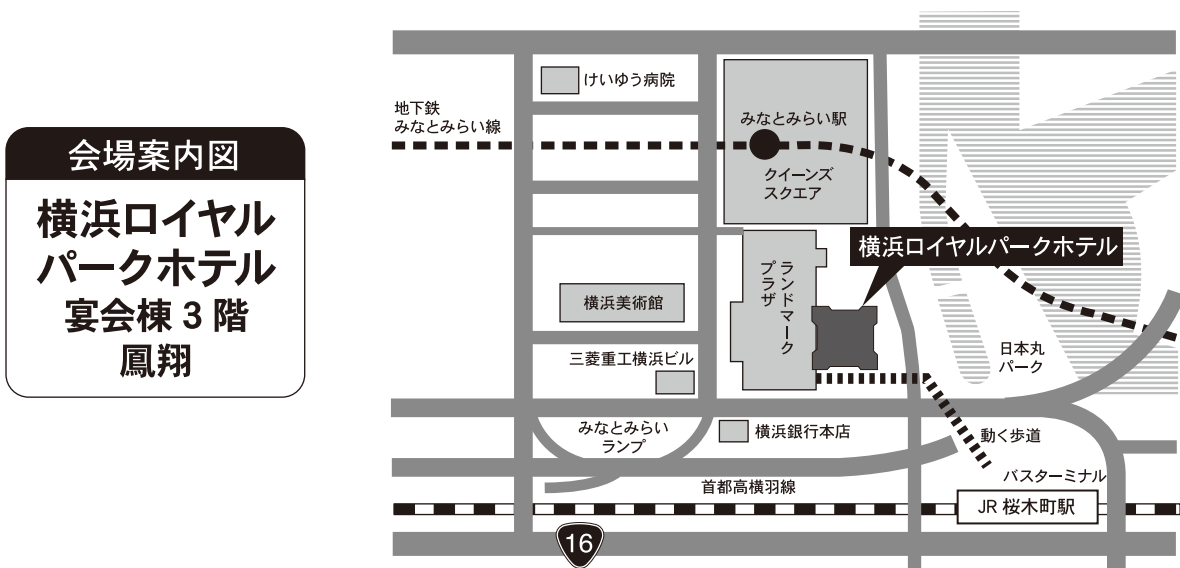 会場案内図
横浜ロイヤル
パークホテル
宴会棟 3 階
鳳翔
けいゆう病院
地下鉄
みなとみらい線
みなとみらい駅
クイーンズ
スクエア
横浜ロイヤルパークホテル
ランドマーク
プラザ
横浜美術館
三菱重工横浜ビル
日本丸
パーク
みなとみらい
ランプ
横浜銀行本店
動く歩道
バスターミナル
首都高横羽線
JR 桜木町駅
16